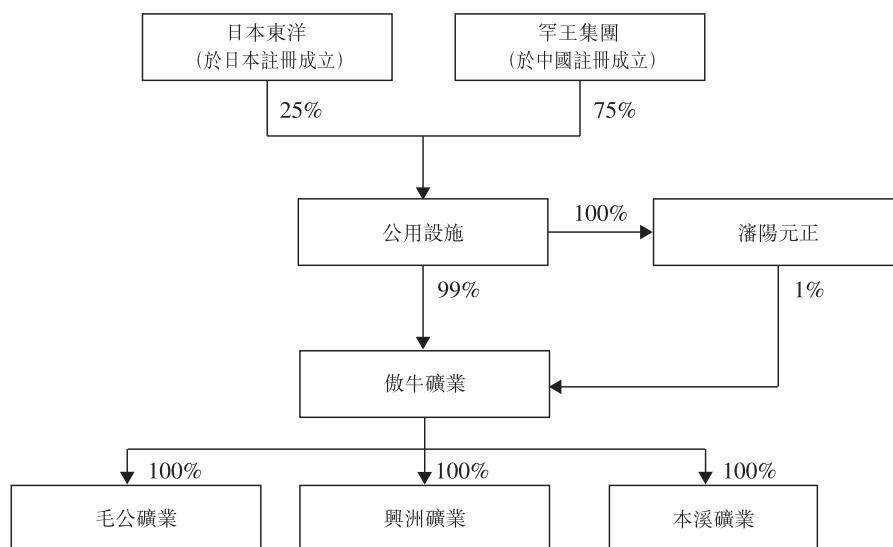 日本東洋
（於日本註冊成立）
罕王集團
（於中國註冊成立）
25%
75%
公用設施
100%
瀋陽元正
99%
1%
傲牛礦業
100%
100%
100%
毛公礦業
興洲礦業
本溪礦業